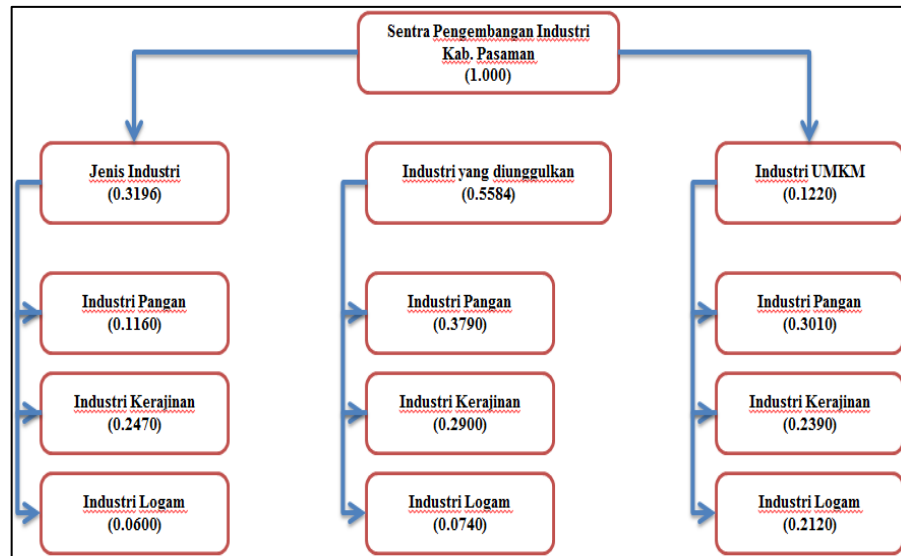 Sentra Pengembangan Industri
Kab. Pasaman
(1.000)
Jenis Industri
(0.3196)
Industri yang diunggulkan
(0.5584)
Industri UMKM
(0.1220)
Industri Pangan
(0.1160)
Industri Pangan
(0.3790)
Industri Pangan
(0.3010)
Industri Kerajinan
(0.2470)
Industri Kerajinan
(0.2900)
Industri Kerajinan
(0.2390)
Industri Logam
(0.0600)
Industri Logam
(0.0740)
Industri Logam
(0.2120)